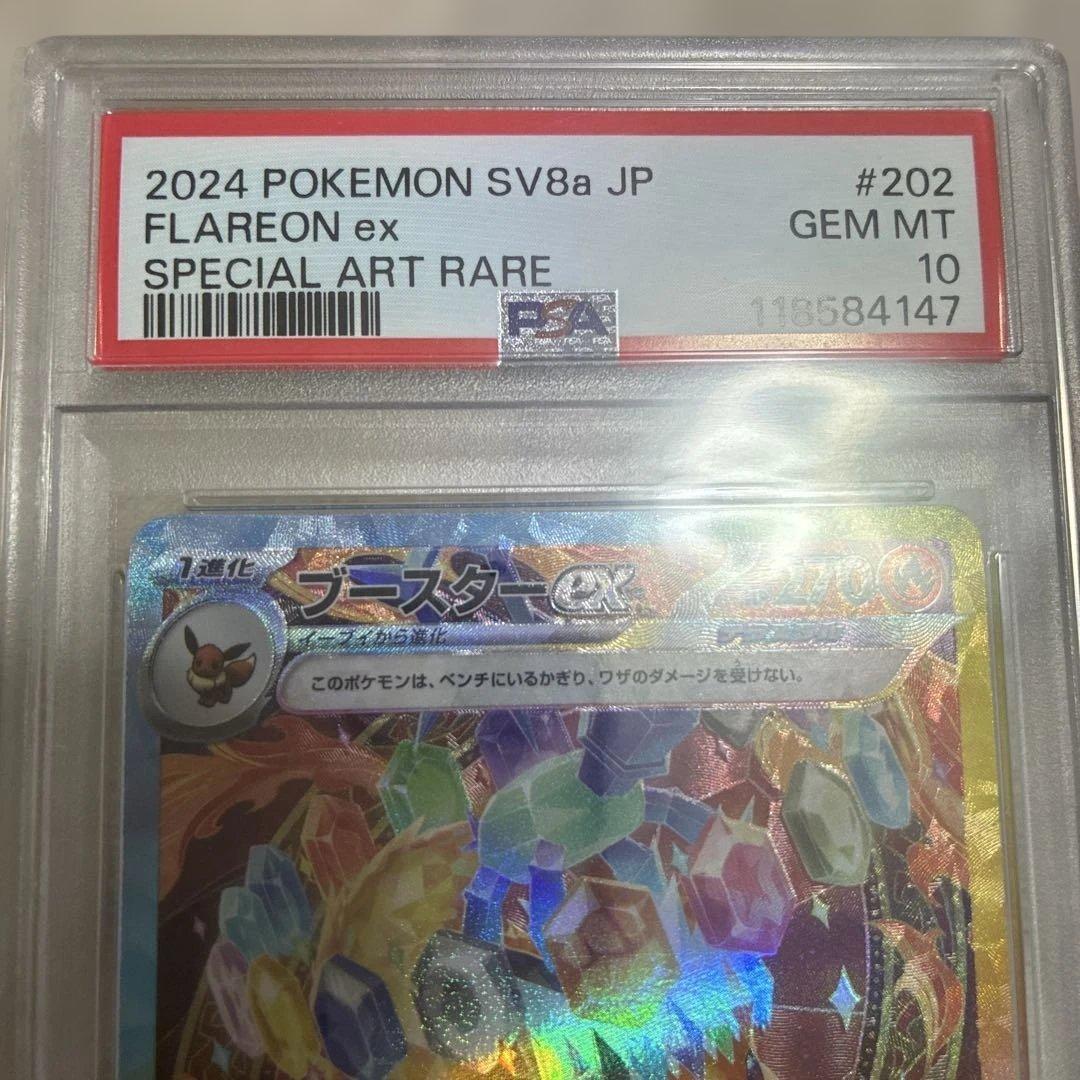 2024 POKEMON SV8a JP #202
FLAREON ex GEM MT
SPECIAL ART RARE 10
PSA 118584147
1進化 ブースターex 270
イーブイから進化
このポケモンは、ベンチにいるかぎり、ワザのダメージを受けない。